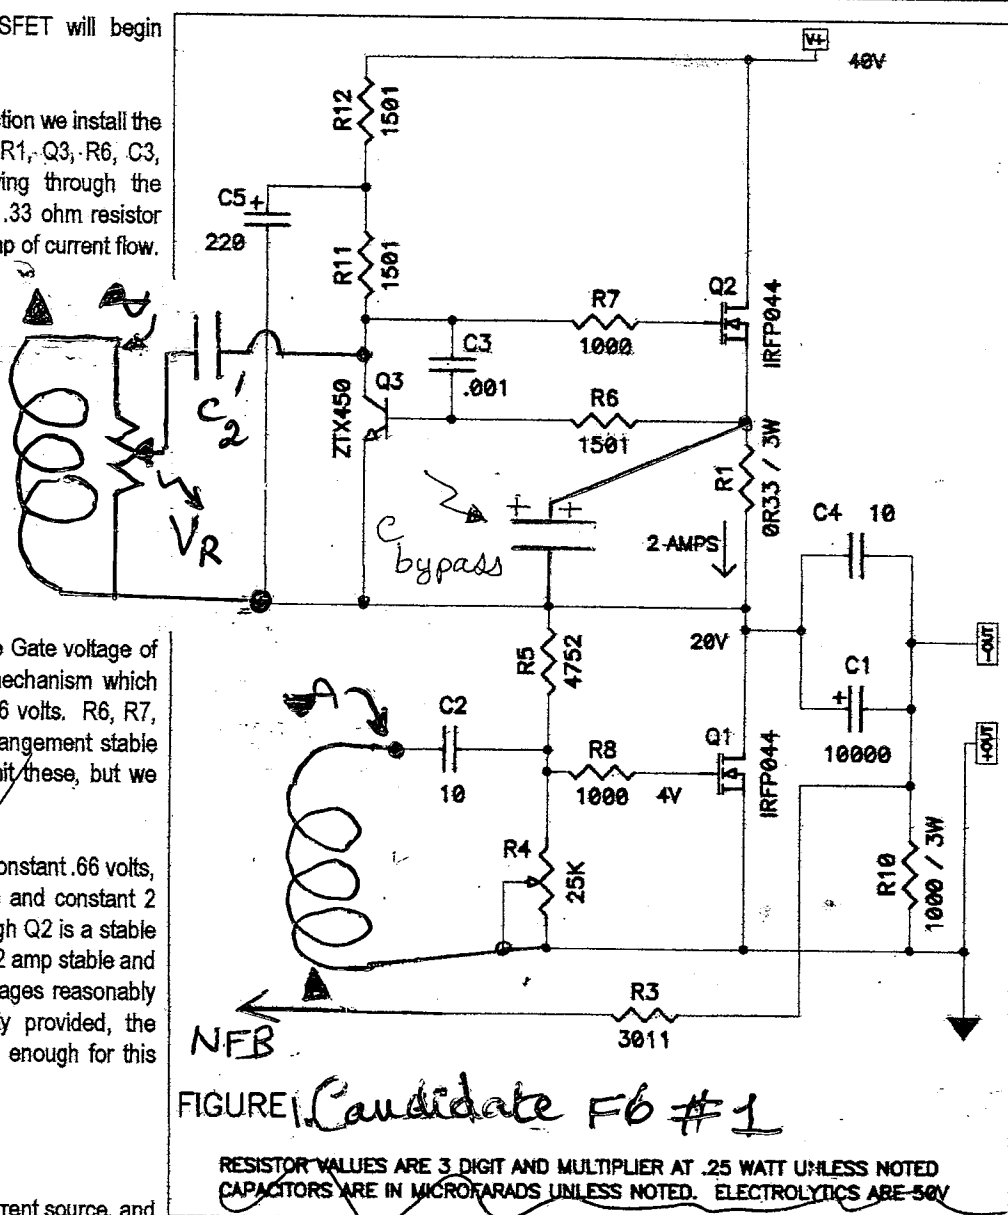 SFET will begin
tion we install the
R1, Q3, R6, C3,
ving through the
.33 ohm resistor
np of current flow.
V+
40V
R12
1501
C5
+
220
R11
1501
R7
1000
Q2
IRFP044
C3
.001
Q3
ZTX450
R6
1501
C2'
VR
+ +
C bypass
R1
0R33 / 3W
2 AMPS
C4 10
20V
-OUT
C1
+
10000
+OUT
e Gate voltage of
nechanism which
6 volts. R6, R7,
angement stable
nit these, but we
R5
4752
A
C2
10
R8
1000
4V
Q1
IRFP044
R4
25K
R10
1000 / 3W
onstant .66 volts,
and constant 2
gh Q2 is a stable
2 amp stable and
ages reasonably
y provided, the
enough for this
R3
3011
NFB
FIGURE 1. Candidate F6 #1
RESISTOR VALUES ARE 3 DIGIT AND MULTIPLIER AT .25 WATT UNLESS NOTED
CAPACITORS ARE IN MICROFARADS UNLESS NOTED. ELECTROLYTICS ARE 50V
rrent source, and